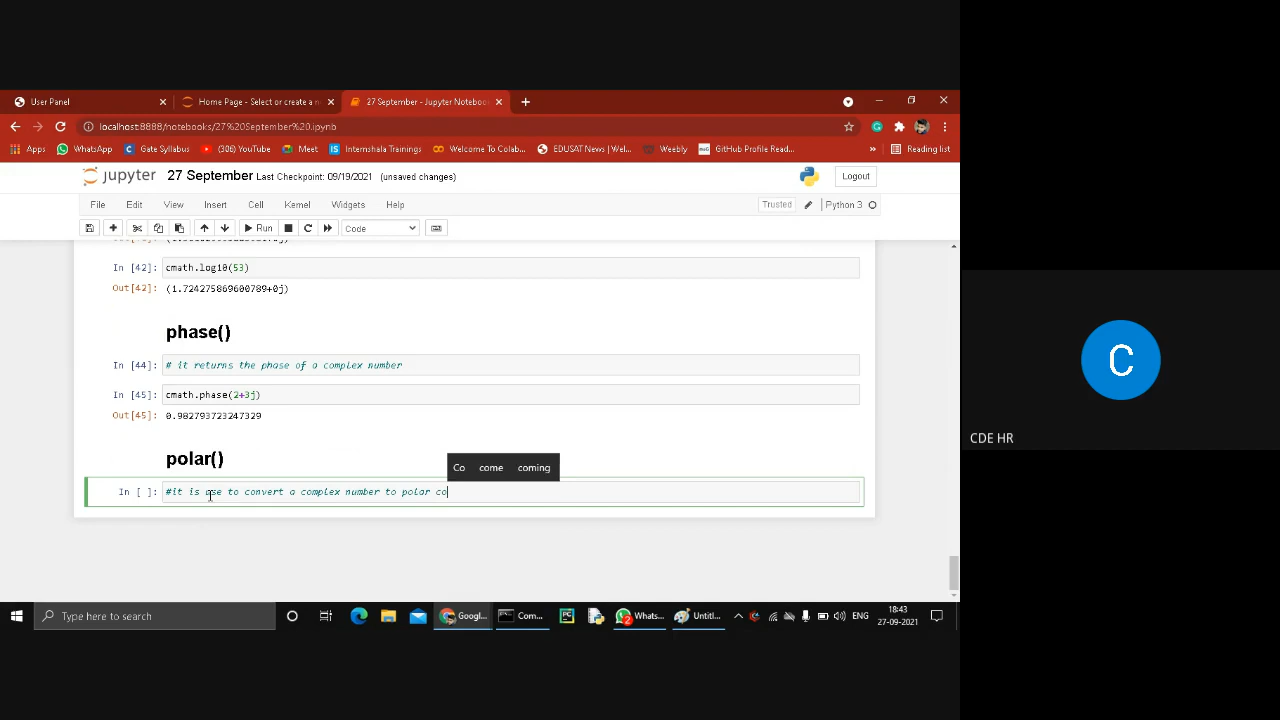 User Panel
Home Page - Select or create a n
27 September - Jupyter Noteboo
localhost:8888/notebooks/27%20September%20.ipynb
Apps WhatsApp Gate Syllabus (306) YouTube Meet Internshala Trainings Welcome To Colab... EDUSAT News | Wel... Weebly GitHub Profile Read... » Reading list
jupyter 27 September Last Checkpoint: 09/19/2021 (unsaved changes) Logout
File Edit View Insert Cell Kernel Widgets Help Trusted Python 3
Run Code
In [42]: cmath.log10(53)
Out[42]: (1.724275869600789+0j)
phase()
In [44]: # it returns the phase of a complex number
In [45]: cmath.phase(2+3j)
Out[45]: 0.982793723247329
polar()
Co come coming
In [ ]: #it is use to convert a complex number to polar co
C
CDE HR
Type here to search
Googl...
Com...
Whats...
Untitl...
ENG
18:43
27-09-2021